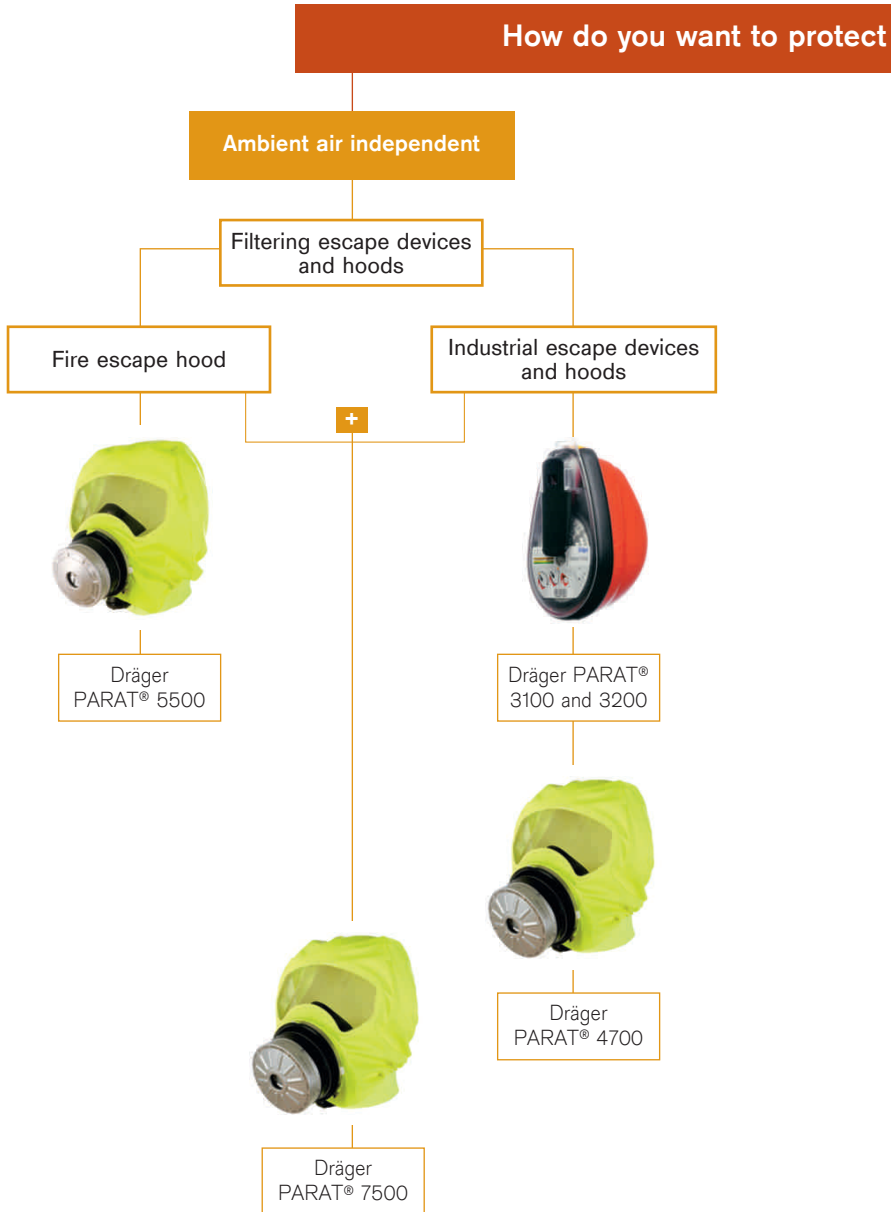 How do you want to protect
Ambient air independent
Filtering escape devices
and hoods
Fire escape hood
Industrial escape devices
and hoods
+
Dräger
PARAT® 5500
Dräger PARAT®
3100 and 3200
Dräger
PARAT® 4700
Dräger
PARAT® 7500